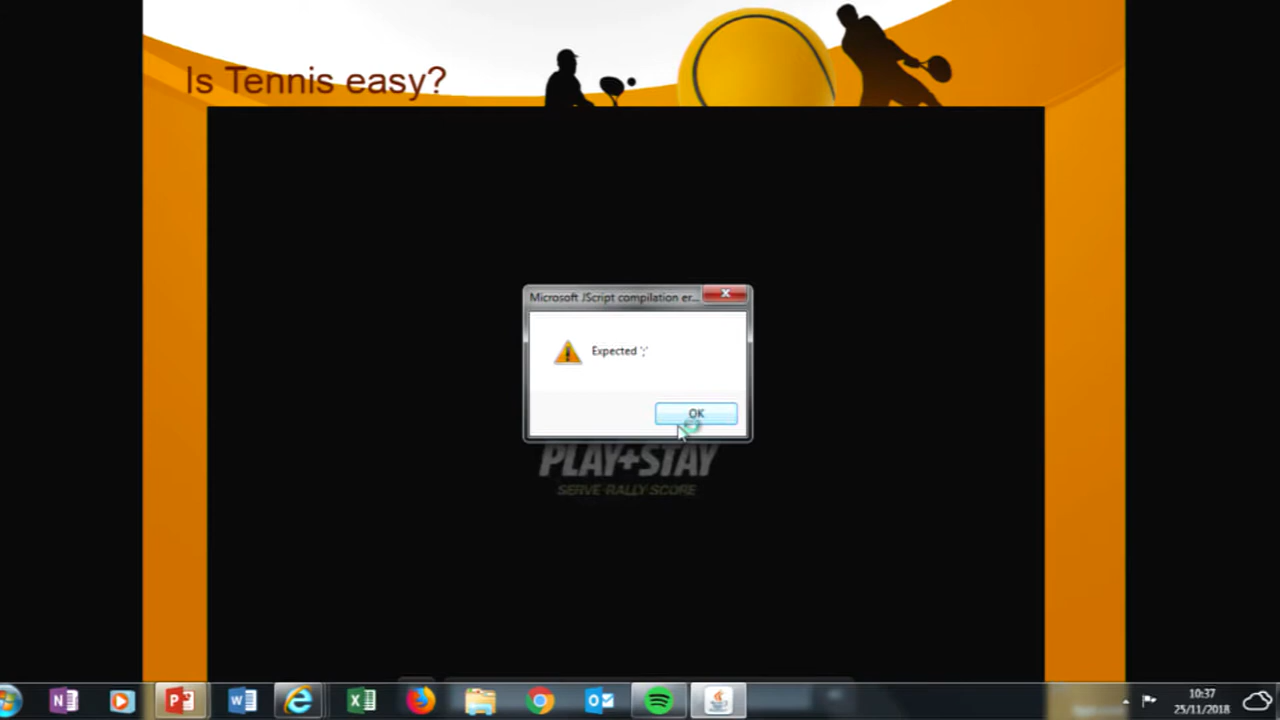 Is Tennis easy?
Microsoft JScript compilation er...
Expected ';'
OK
PLAY+STAY
SERVE-RALLY-SCORE
10:37
25/11/2018